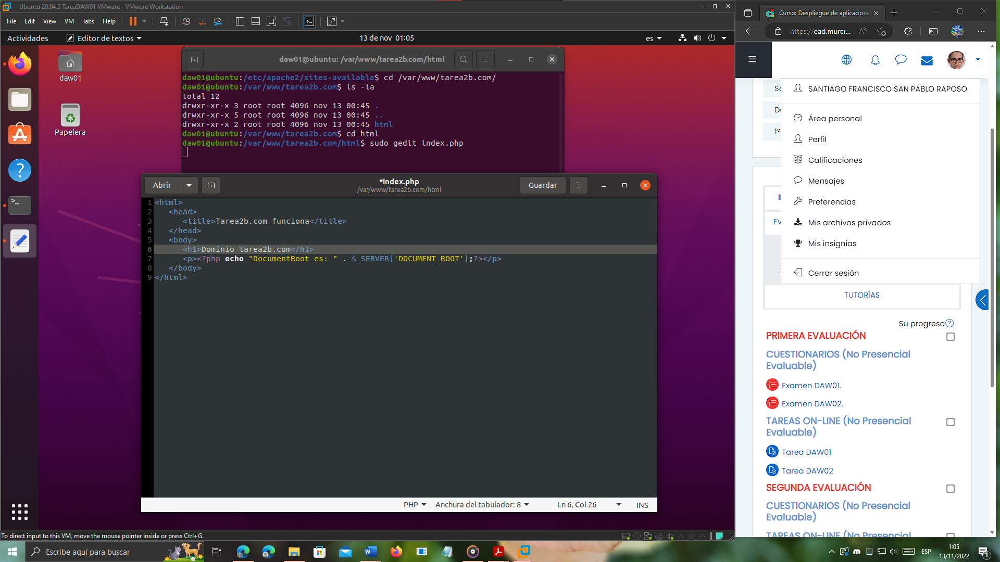 Ubuntu 20.04.5 TareaDAW01 VMware - VMware Workstation
File Edit View VM Tabs Help
Actividades
Editor de textos
13 de nov 01:05
es
daw01
Papelera
daw01@ubuntu: /var/www/tarea2b.com/html
daw01@ubuntu:/etc/apache2/sites-available$ cd /var/www/tarea2b.com/
daw01@ubuntu:/var/www/tarea2b.com$ ls -la
total 12
drwxr-xr-x 3 root root 4096 nov 13 00:45 .
drwxr-xr-x 5 root root 4096 nov 13 00:45 ..
drwxr-xr-x 2 root root 4096 nov 13 00:45 html
daw01@ubuntu:/var/www/tarea2b.com$ cd html
daw01@ubuntu:/var/www/tarea2b.com/html$ sudo gedit index.php
Abrir
*index.php
/var/www/tarea2b.com/html
Guardar
1 <html>
2 <head>
3 <title>Tarea2b.com funciona</title>
4 </head>
5 <body>
6 <h1>Dominio tarea2b.com</h1>
7 <p><?php echo "DocumentRoot es: " . $_SERVER['DOCUMENT_ROOT'];?></p>
8 </body>
9 </html>
PHP
Anchura del tabulador: 8
Ln 6, Col 26
INS
To direct input to this VM, move the mouse pointer inside or press Ctrl+G.
Curso: Despliegue de aplicacione
https://ead.murci...
SANTIAGO FRANCISCO SAN PABLO RAPOSO
Área personal
Perfil
Calificaciones
Mensajes
Preferencias
Mis archivos privados
Mis insignias
Cerrar sesión
Se
1ª
EV
TUTORÍAS
Su progreso
PRIMERA EVALUACIÓN
CUESTIONARIOS (No Presencial
Evaluable)
Examen DAW01.
Examen DAW02.
TAREAS ON-LINE (No Presencial
Evaluable)
Tarea DAW01
Tarea DAW02
SEGUNDA EVALUACIÓN
CUESTIONARIOS (No Presencial
Evaluable)
TAREAS ON-LINE (No Presencial
Escribe aquí para buscar
ESP
1:05
13/11/2022
1